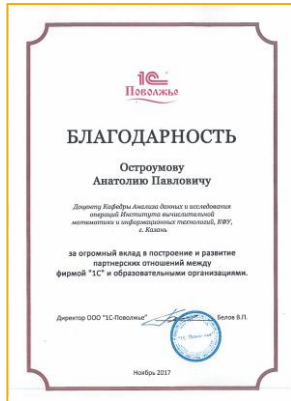 1С
Поволжье
БЛАГОДАРНОСТЬ
Остроумову
Анатолию Павловичу
Доценту Кафедры Анализа данных и исследования
операций Института вычислительной
математики и информационных технологий, КФУ,
г. Казань
за огромный вклад в построение и развитие
партнерских отношений между
фирмой "1С" и образовательными организациями.
Директор ООО "1С-Поволжье" Белов В.П.
Ноябрь 2017